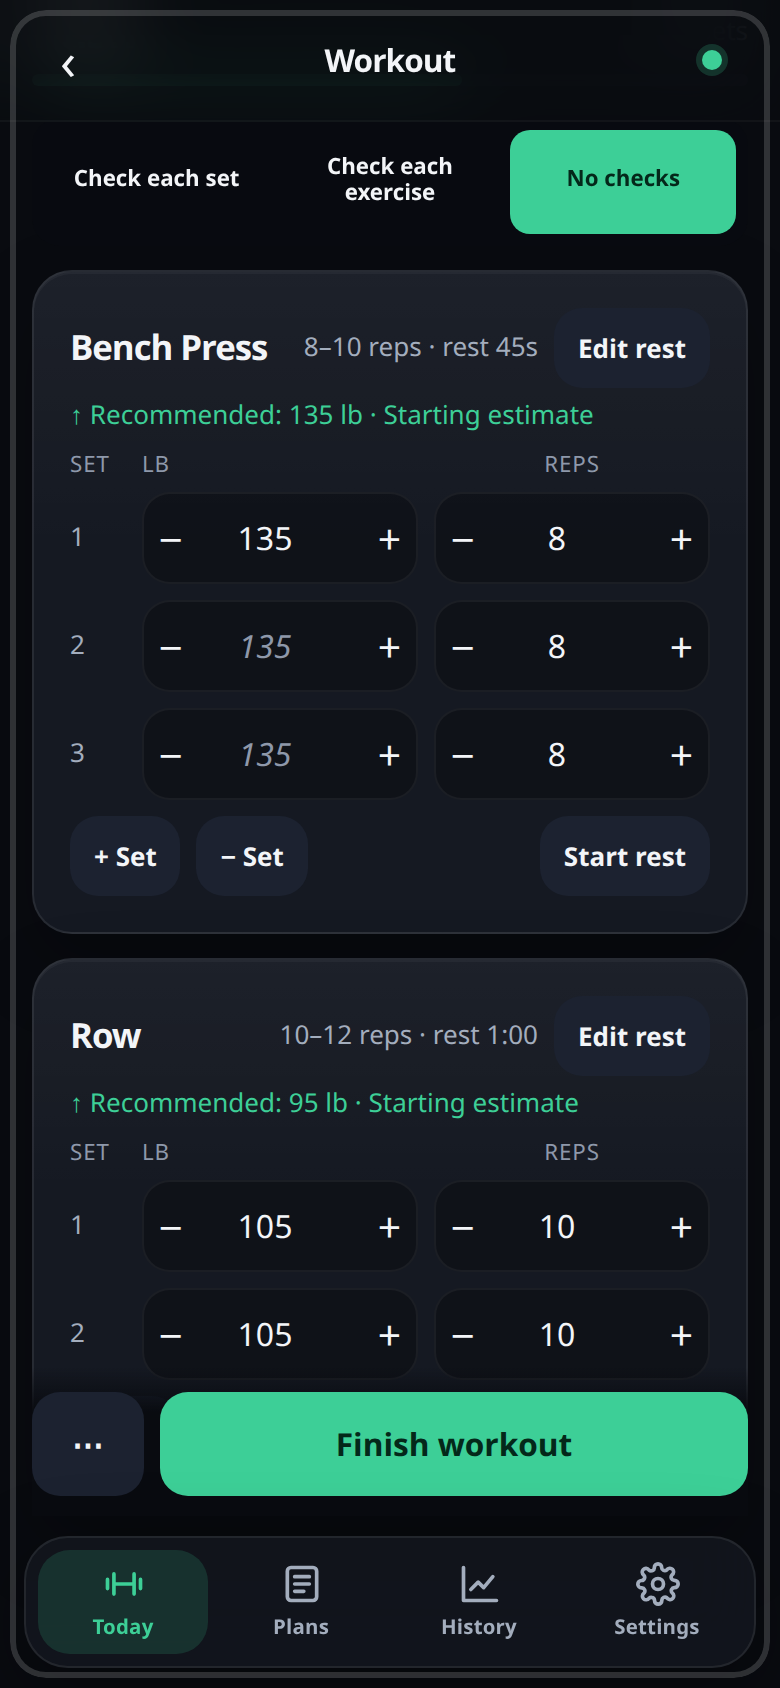 Workout
Check each set
Check each
exercise
No checks
Bench Press 8–10 reps · rest 45s Edit rest
↑ Recommended: 135 lb · Starting estimate
SET LB REPS
1 − 135 + − 8 +
2 − 135 + − 8 +
3 − 135 + − 8 +
+ Set − Set Start rest
Row 10–12 reps · rest 1:00 Edit rest
↑ Recommended: 95 lb · Starting estimate
SET LB REPS
1 − 105 + − 10 +
2 − 105 + − 10 +
... Finish workout
Today Plans History Settings